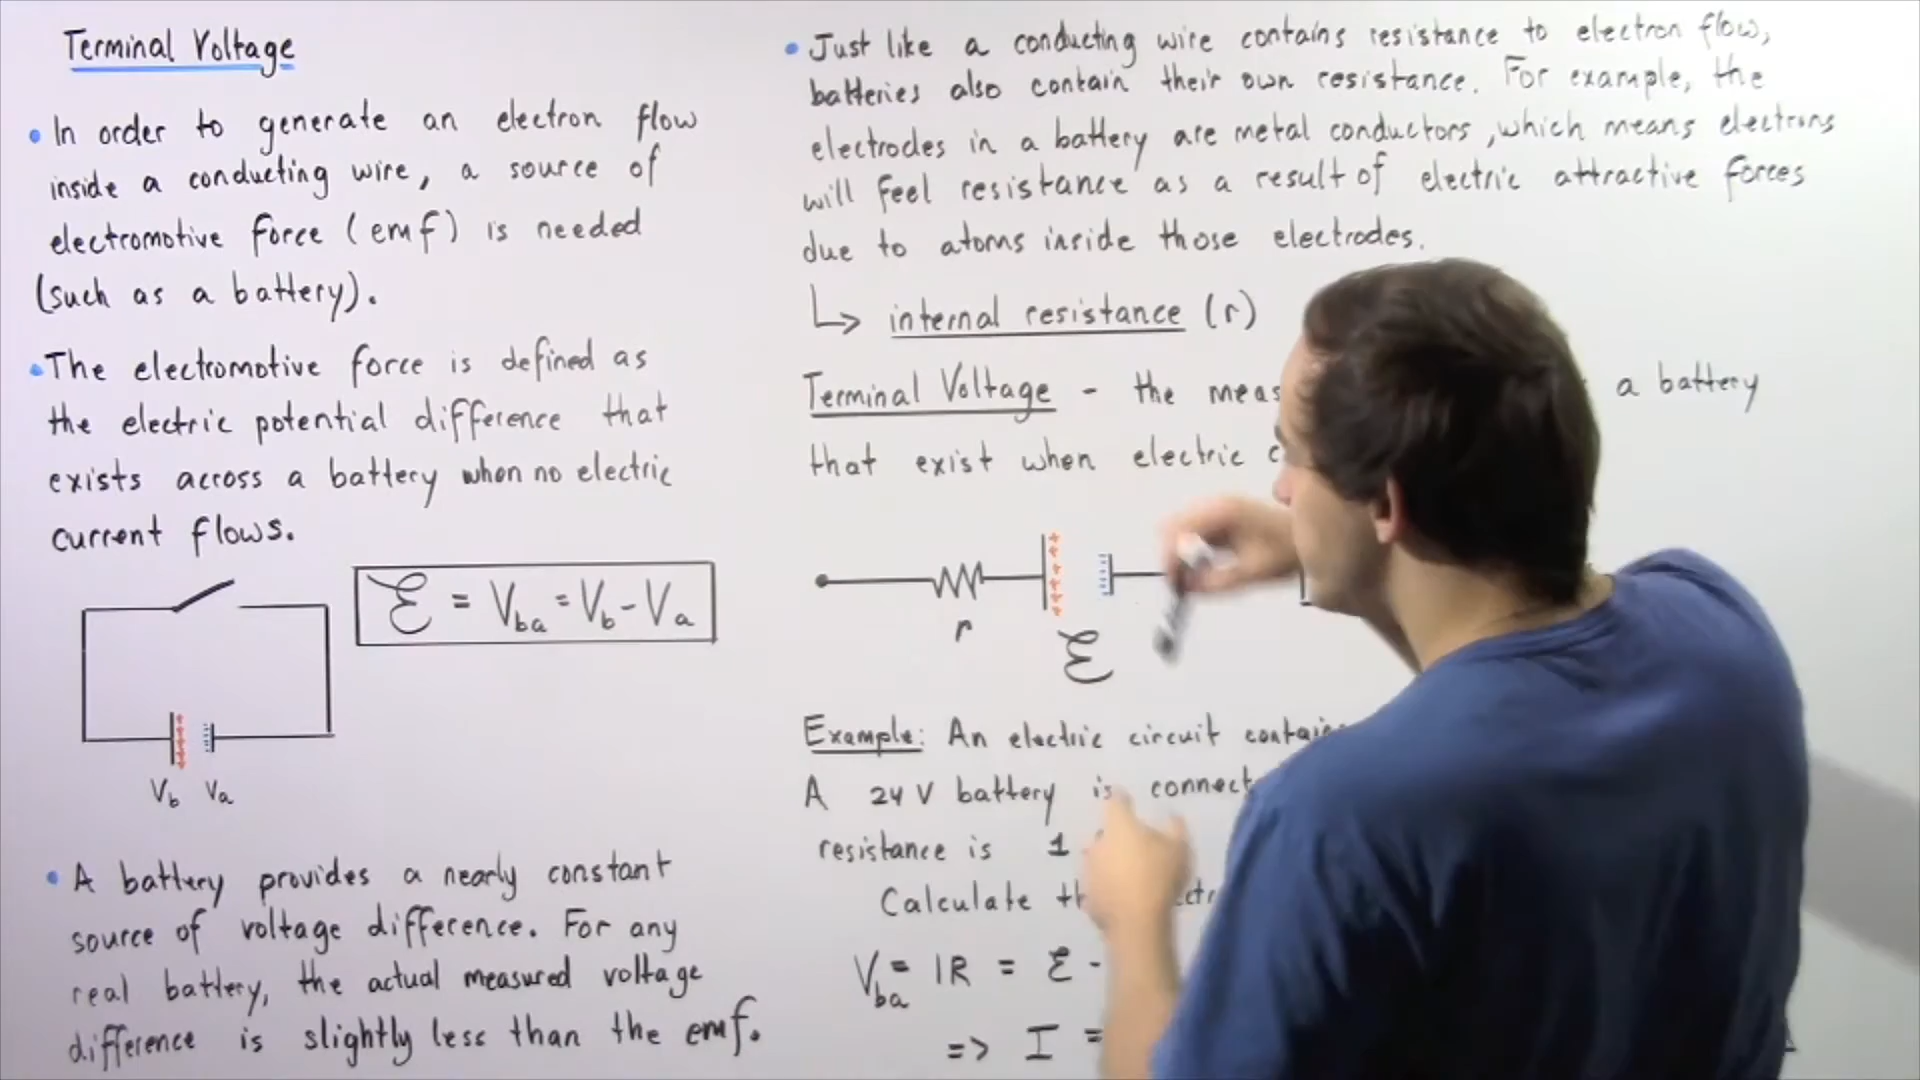 Terminal Voltage
• In order to generate an electron flow
inside a conducting wire, a source of
electromotive force (emf) is needed
(such as a battery).
• The electromotive force is defined as
the electric potential difference that
exists across a battery when no electric
current flows.
ℰ = Vba = Vb - Va
Vb Va
• A battery provides a nearly constant
source of voltage difference. For any
real battery, the actual measured voltage
difference is slightly less than the emf.
• Just like a conducting wire contains resistance to electron flow,
batteries also contain their own resistance. For example, the
electrodes in a battery are metal conductors, which means electrons
will feel resistance as a result of electric attractive forces
due to atoms inside those electrodes.
↳ internal resistance (r)
Terminal Voltage - the a battery
that exist when electric
r
ℰ
Example: An electric circuit
A 24 V battery is
resistance is 1
Calculate
Vba = IR = ℰ -
=> I =